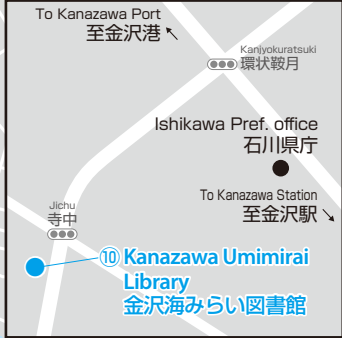 To Kanazawa Port
至金沢港↖
Kanjyokuratsuki
環状鞍月
Ishikawa Pref. office
石川県庁
To Kanazawa Station
至金沢駅↘
Jichu
寺中
⑩ Kanazawa Umimirai
Library
金沢海みらい図書館